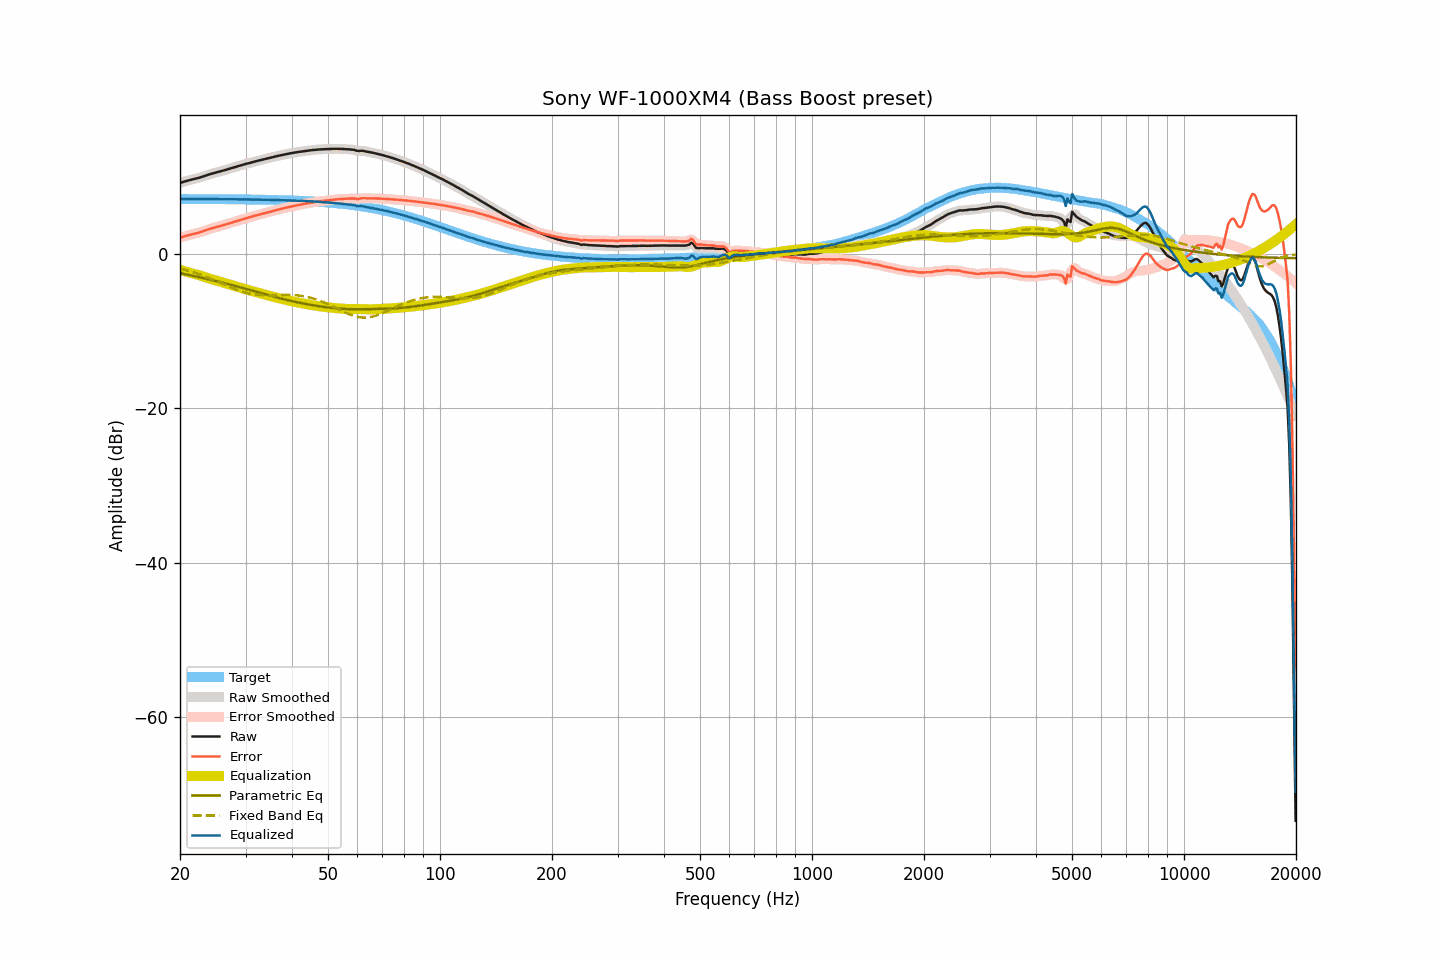 Sony WF-1000XM4 (Bass Boost preset)
Amplitude (dBr)
0
−20
−40
−60
Target
Raw Smoothed
Error Smoothed
Raw
Error
Equalization
Parametric Eq
Fixed Band Eq
Equalized
20 50 100 200 500 1000 2000 5000 10000 20000
Frequency (Hz)